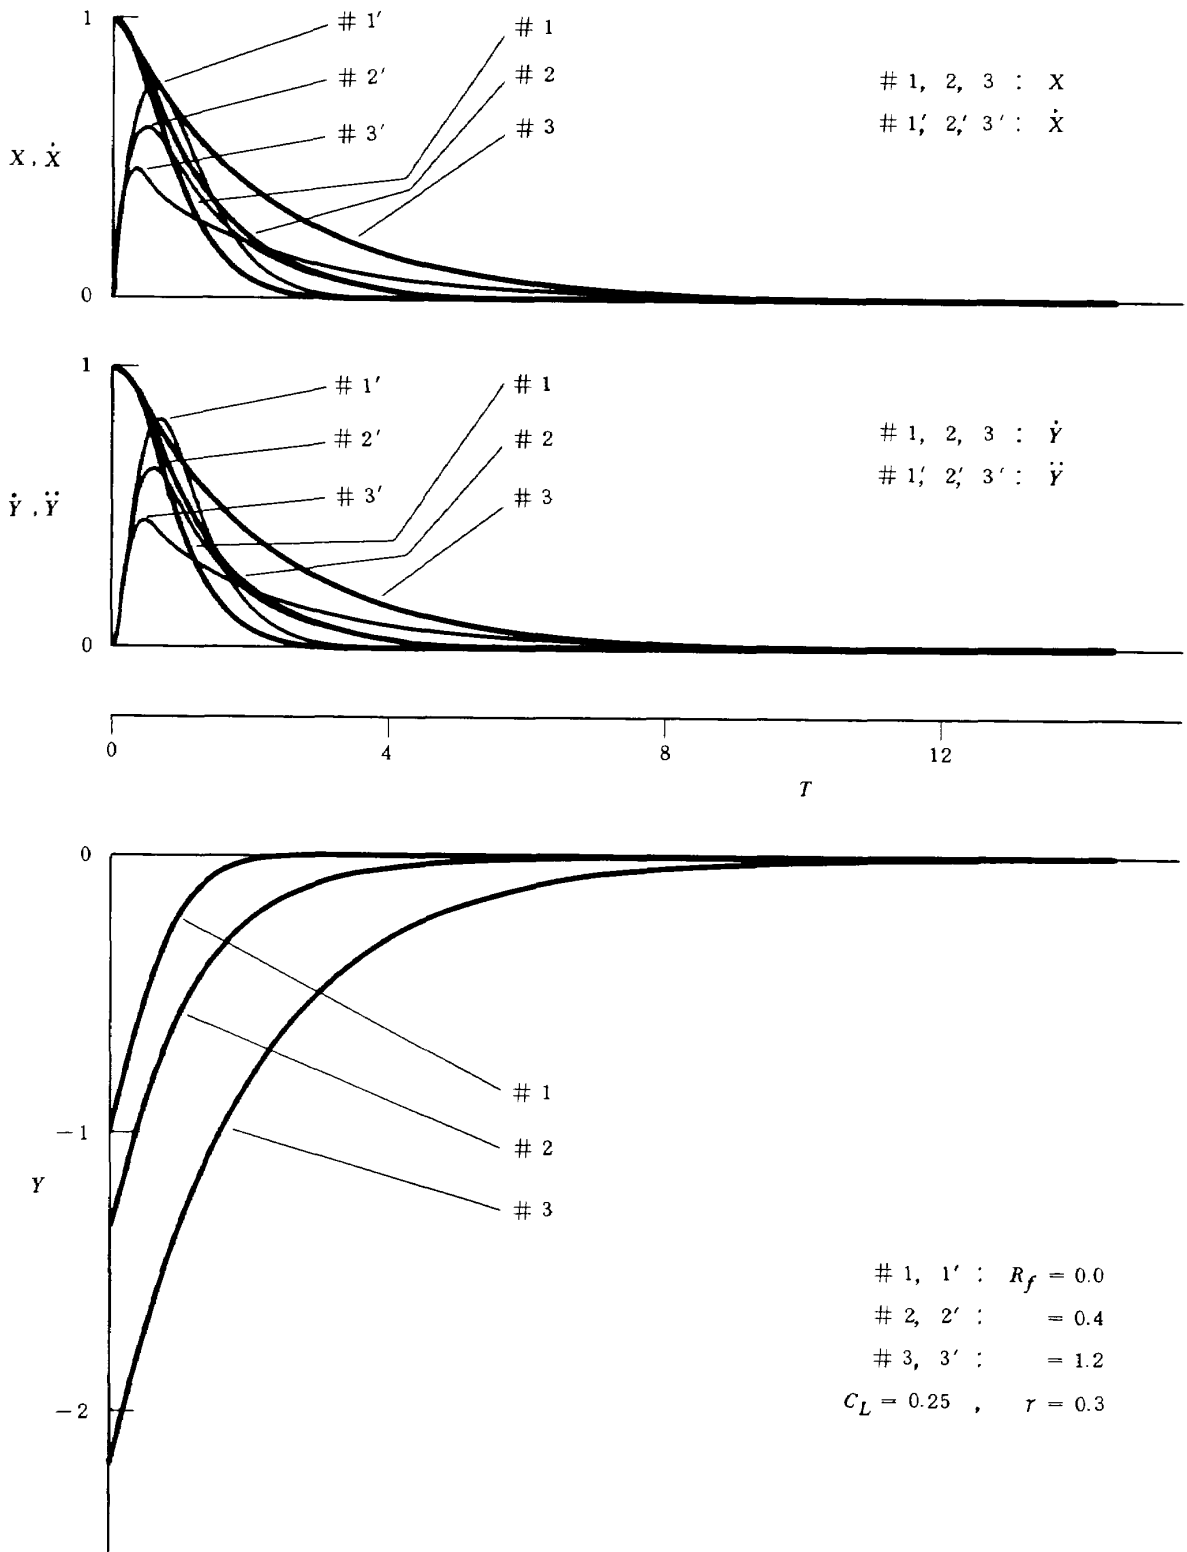 1
# 1′
# 1
# 2′
# 2
# 1, 2, 3 : X
# 3′
# 3
# 1′, 2′, 3′ : Ẋ
X , Ẋ
0
1
# 1′
# 1
# 2′
# 2
# 1, 2, 3 : Ẏ
# 3′
# 3
# 1′, 2′, 3′ : Ÿ
Ẏ , Ÿ
0
0 4 8 12
T
0
# 1
−1
# 2
Y
# 3
# 1, 1′ : R_f = 0.0
# 2, 2′ : = 0.4
# 3, 3′ : = 1.2
C_L = 0.25 , r = 0.3
−2